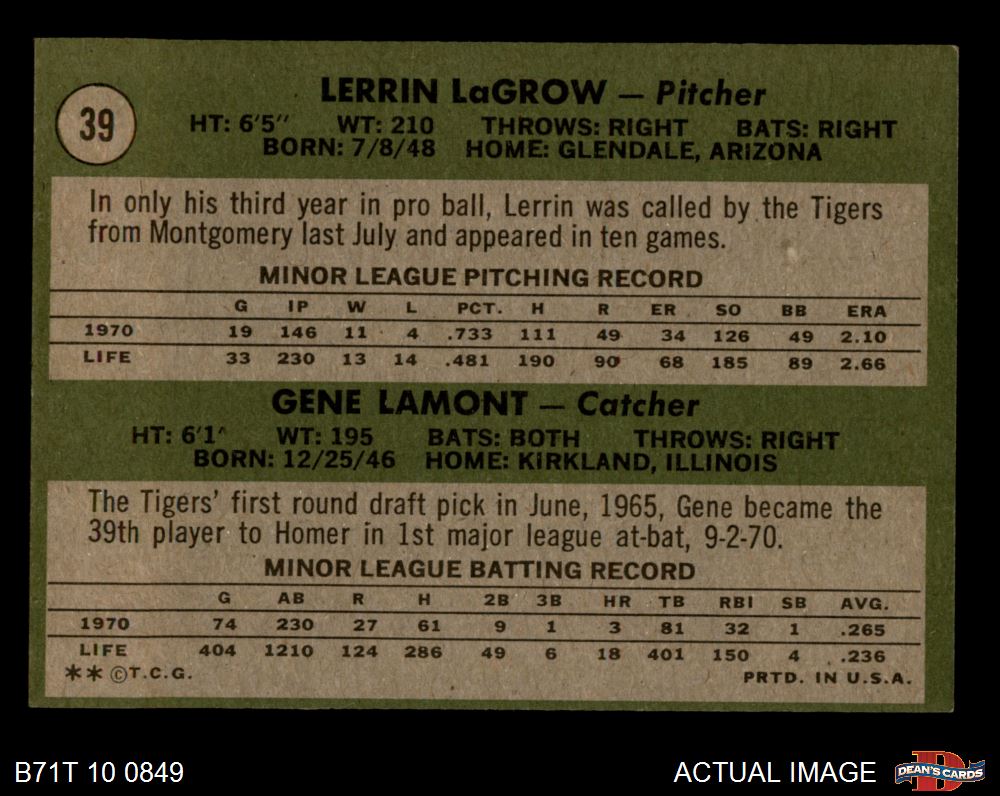 39
LERRIN LaGROW — Pitcher
HT: 6'5" WT: 210 THROWS: RIGHT BATS: RIGHT
BORN: 7/8/48 HOME: GLENDALE, ARIZONA
In only his third year in pro ball, Lerrin was called by the Tigers
from Montgomery last July and appeared in ten games.
MINOR LEAGUE PITCHING RECORD
G IP W L PCT. H R ER SO BB ERA
1970 19 146 11 4 .733 111 49 34 126 49 2.10
LIFE 33 230 13 14 .481 190 90 68 185 89 2.66
GENE LAMONT — Catcher
HT: 6'1" WT: 195 BATS: BOTH THROWS: RIGHT
BORN: 12/25/46 HOME: KIRKLAND, ILLINOIS
The Tigers' first round draft pick in June, 1965, Gene became the
39th player to Homer in 1st major league at-bat, 9-2-70.
MINOR LEAGUE BATTING RECORD
G AB R H 2B 3B HR TB RBI SB AVG.
1970 74 230 27 61 9 1 3 81 32 1 .265
LIFE 404 1210 124 286 49 6 18 401 150 4 .236
** ©T.C.G. PRTD. IN U.S.A.
B71T 10 0849 ACTUAL IMAGE DEAN'S CARDS